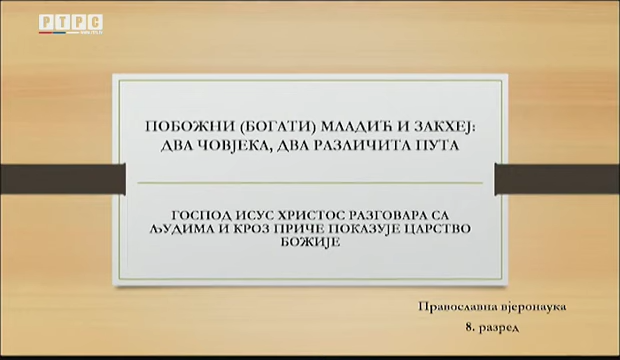 РТРС
ПОБОЖНИ (БОГАТИ) МЛАДИЋ И ЗАКХЕЈ:
ДВА ЧОВЈЕКА, ДВА РАЗЛИЧИТА ПУТА
ГОСПОД ИСУС ХРИСТОС РАЗГОВАРА СА
ЉУДИМА И КРОЗ ПРИЧЕ ПОКАЗУЈЕ ЦАРСТВО
БОЖИЈЕ
Православна вјеронаука
8. разред